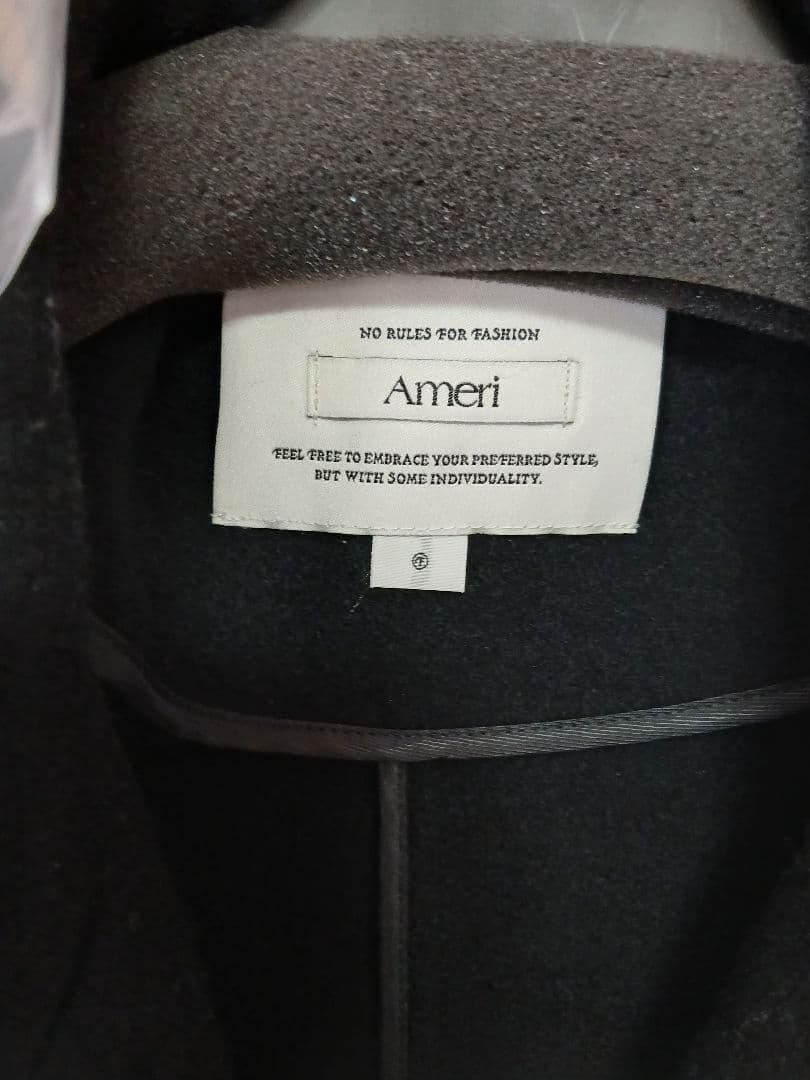 NO RULES FOR FASHION
Ameri
FEEL FREE TO EMBRACE YOUR PREFERRED STYLE,
BUT WITH SOME INDIVIDUALITY.
F